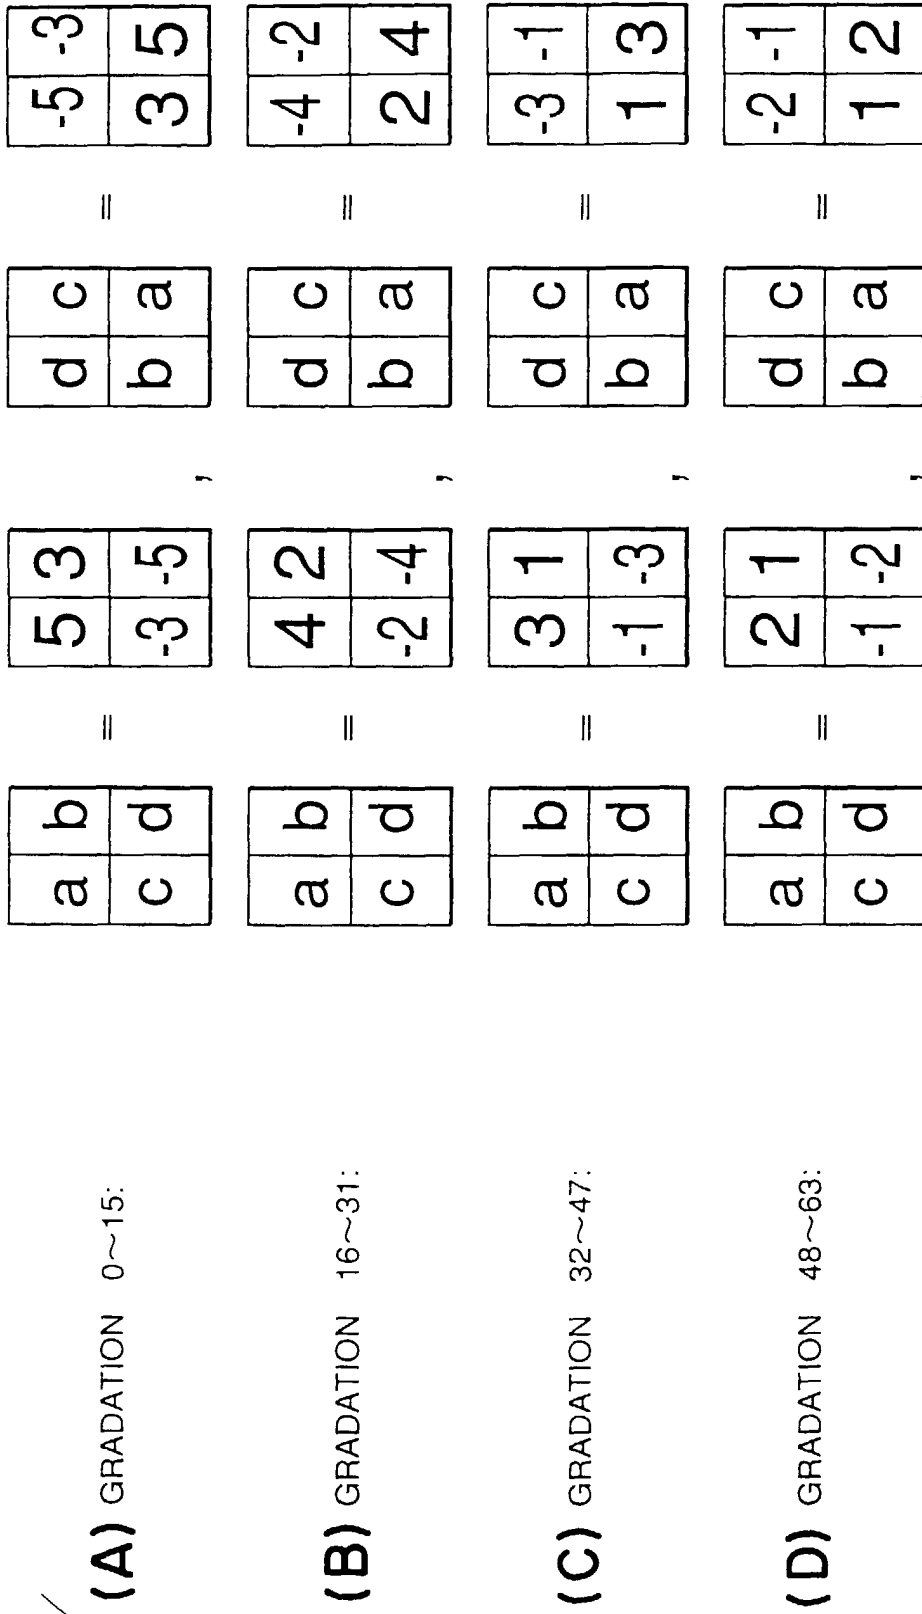 a b 5 3 d c -5 -3
(A) GRADATION 0~15: = , =
c d -3 -5 b a 3 5
a b 4 2 d c -4 -2
(B) GRADATION 16~31: = , =
c d -2 -4 b a 2 4
a b 3 1 d c -3 -1
(C) GRADATION 32~47: = , =
c d -1 -3 b a 1 3
a b 2 1 d c -2 -1
(D) GRADATION 48~63: = , =
c d -1 -2 b a 1 2